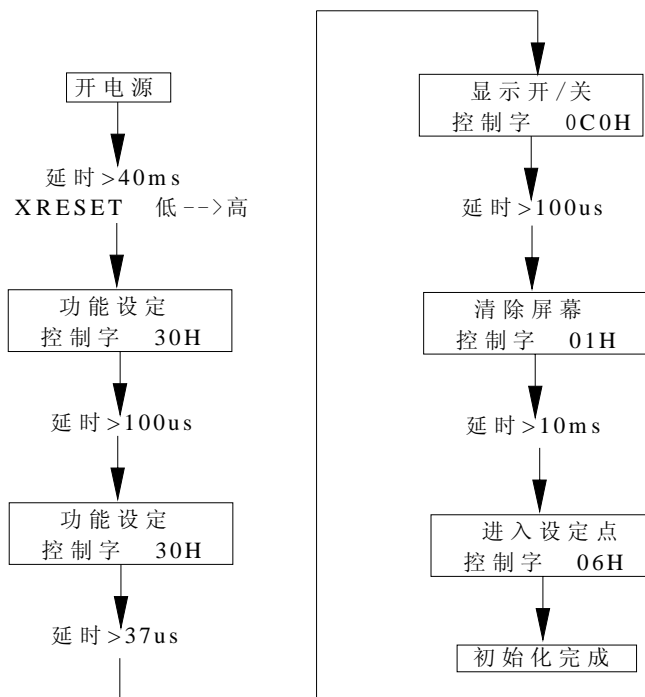 开电源
延时>40ms
XRESET 低-->高
功能设定
控制字 30H
延时>100us
功能设定
控制字 30H
延时>37us
显示开/关
控制字 0C0H
延时>100us
清除屏幕
控制字 01H
延时>10ms
进入设定点
控制字 06H
初始化完成